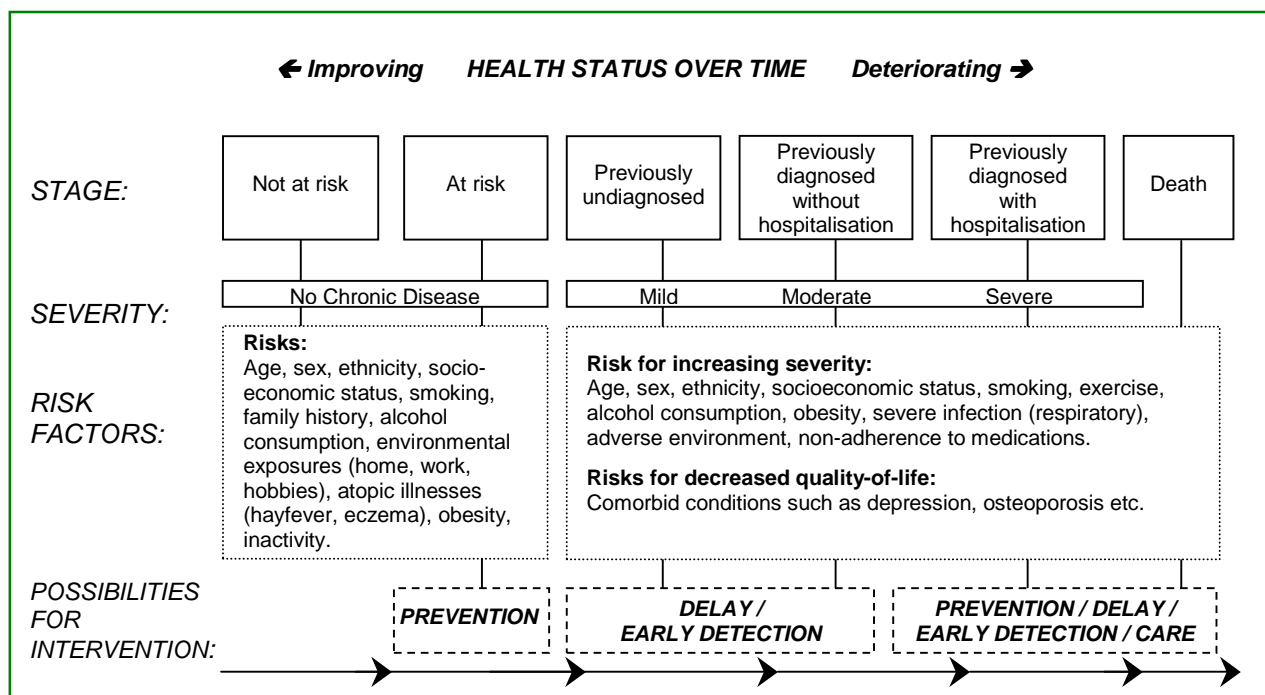 ← Improving HEALTH STATUS OVER TIME Deteriorating →
STAGE:
Not at risk
At risk
Previously
undiagnosed
Previously
diagnosed
without
hospitalisation
Previously
diagnosed
with
hospitalisation
Death
SEVERITY:
No Chronic Disease
Mild Moderate Severe
RISK
FACTORS:
Risks:
Age, sex, ethnicity, socio-
economic status, smoking,
family history, alcohol
consumption, environmental
exposures (home, work,
hobbies), atopic illnesses
(hayfever, eczema), obesity,
inactivity.
Risk for increasing severity:
Age, sex, ethnicity, socioeconomic status, smoking, exercise,
alcohol consumption, obesity, severe infection (respiratory),
adverse environment, non-adherence to medications.
Risks for decreased quality-of-life:
Comorbid conditions such as depression, osteoporosis etc.
POSSIBILITIES
FOR
INTERVENTION:
PREVENTION
DELAY /
EARLY DETECTION
PREVENTION / DELAY /
EARLY DETECTION / CARE